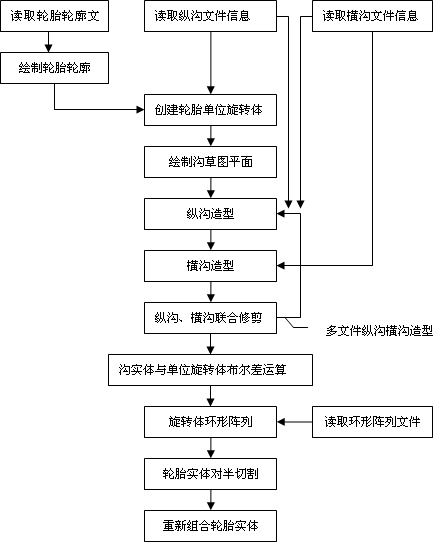 读取轮胎轮廓文
读取纵沟文件信息
读取横沟文件信息
绘制轮胎轮廓
创建轮胎单位旋转体
绘制沟草图平面
纵沟造型
横沟造型
纵沟、横沟联合修剪
多文件纵沟横沟造型
沟实体与单位旋转体布尔差运算
旋转体环形阵列
读取环形阵列文件
轮胎实体对半切割
重新组合轮胎实体